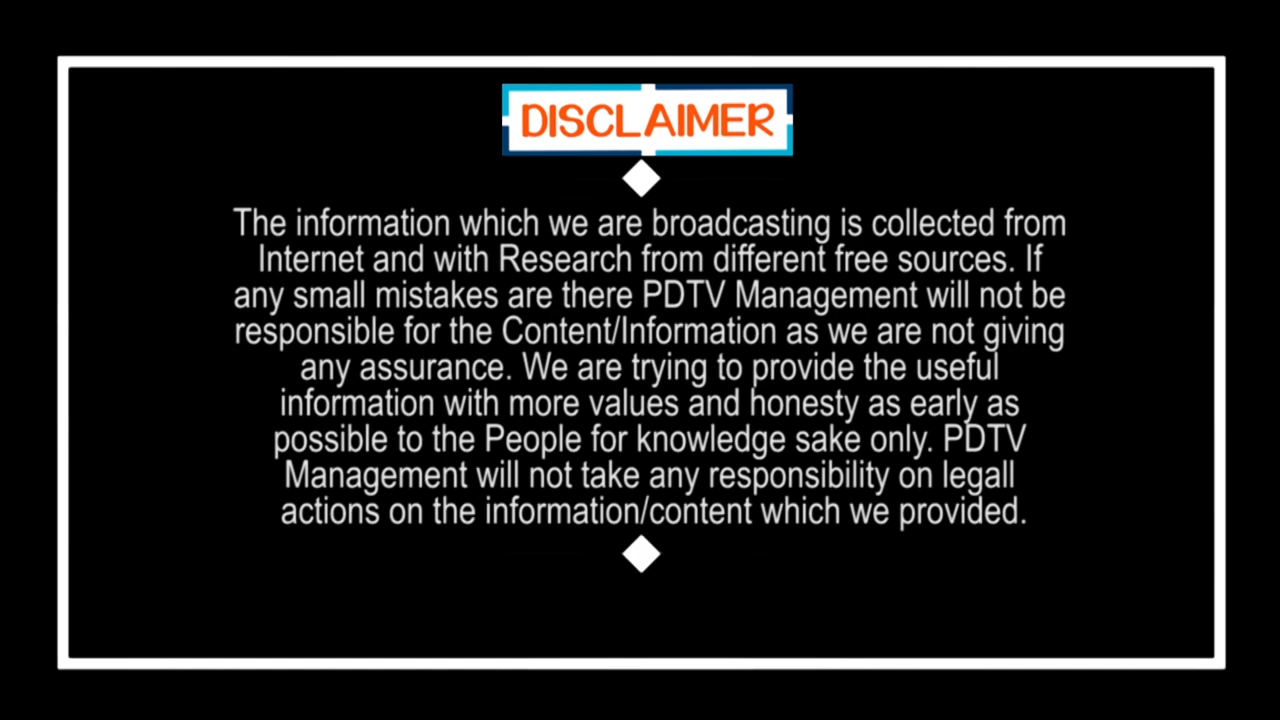 DISCLAIMER
The information which we are broadcasting is collected from
Internet and with Research from different free sources. If
any small mistakes are there PDTV Management will not be
responsible for the Content/Information as we are not giving
any assurance. We are trying to provide the useful
information with more values and honesty as early as
possible to the People for knowledge sake only. PDTV
Management will not take any responsibility on legall
actions on the information/content which we provided.